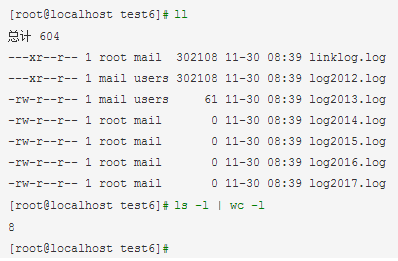 [root@localhost test6]# ll
总计 604
---xr--r-- 1 root mail  302108 11-30 08:39 linklog.log
---xr--r-- 1 mail users 302108 11-30 08:39 log2012.log
-rw-r--r-- 1 mail users     61 11-30 08:39 log2013.log
-rw-r--r-- 1 root mail       0 11-30 08:39 log2014.log
-rw-r--r-- 1 root mail       0 11-30 08:39 log2015.log
-rw-r--r-- 1 root mail       0 11-30 08:39 log2016.log
-rw-r--r-- 1 root mail       0 11-30 08:39 log2017.log
[root@localhost test6]# ls -l | wc -l
8
[root@localhost test6]#